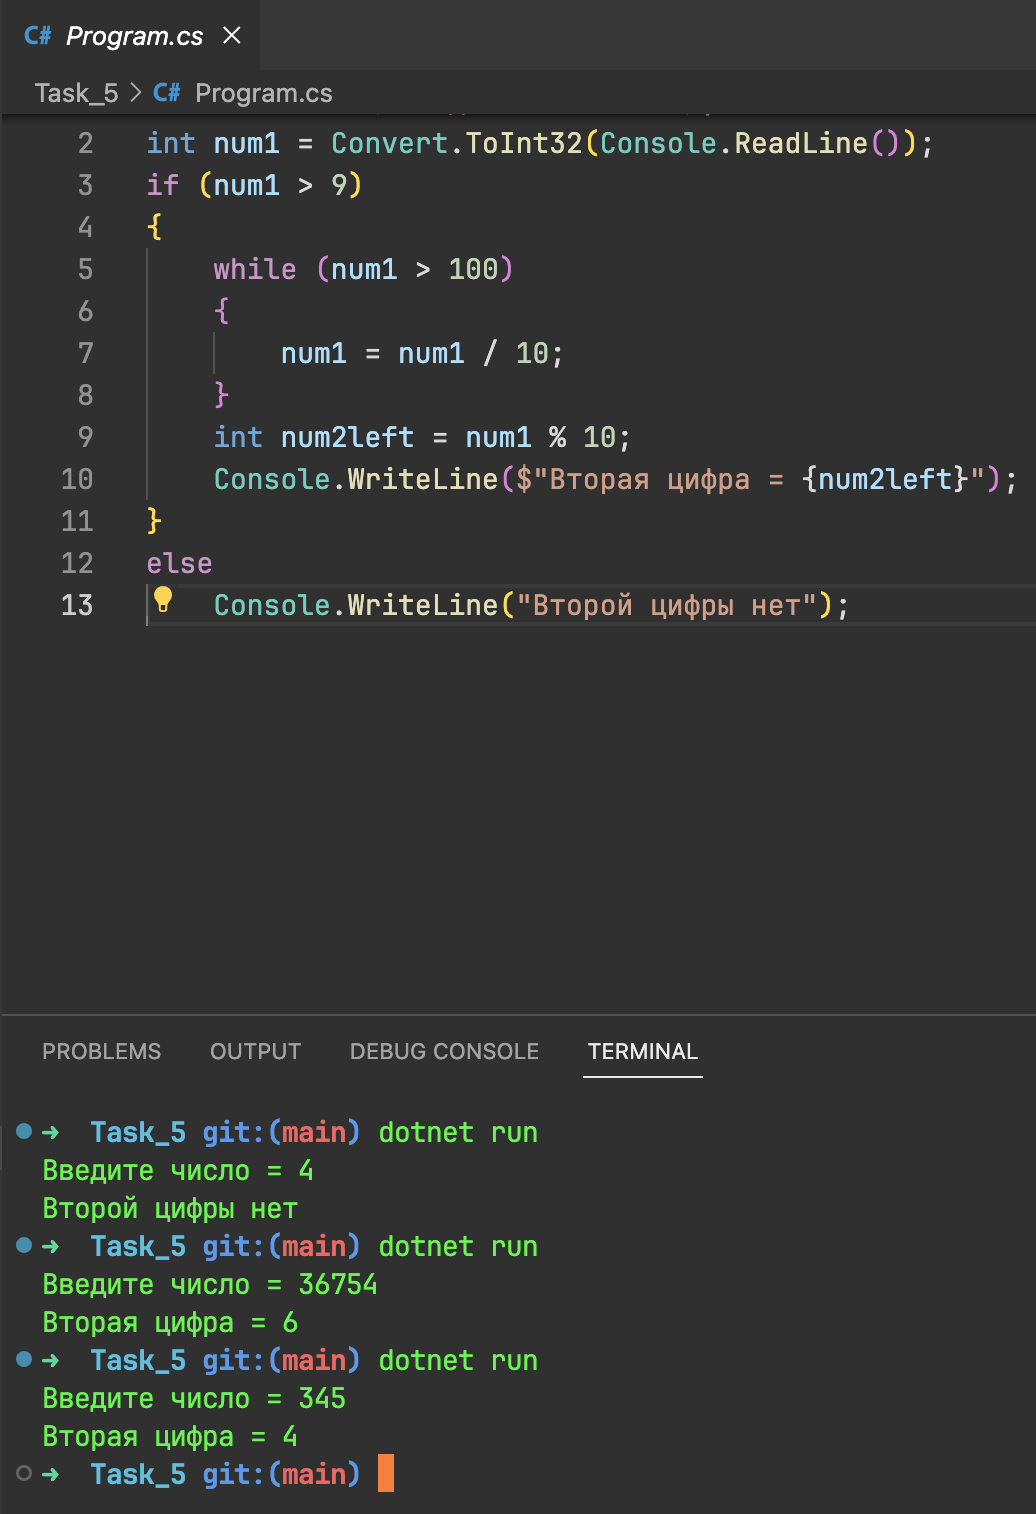 C# Program.cs ×
Task_5 > C# Program.cs
2 int num1 = Convert.ToInt32(Console.ReadLine());
3 if (num1 > 9)
4 {
5 while (num1 > 100)
6 {
7 num1 = num1 / 10;
8 }
9 int num2left = num1 % 10;
10 Console.WriteLine($"Вторая цифра = {num2left}");
11 }
12 else
13 Console.WriteLine("Второй цифры нет");
PROBLEMS OUTPUT DEBUG CONSOLE TERMINAL
➜ Task_5 git:(main) dotnet run
Введите число = 4
Второй цифры нет
➜ Task_5 git:(main) dotnet run
Введите число = 36754
Вторая цифра = 6
➜ Task_5 git:(main) dotnet run
Введите число = 345
Вторая цифра = 4
➜ Task_5 git:(main)